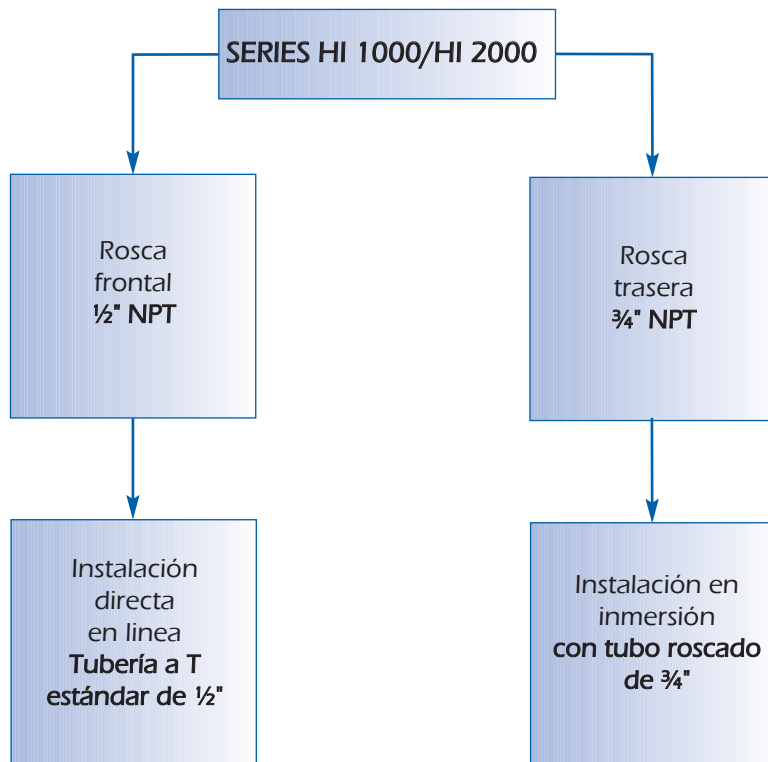 SERIES HI 1000/HI 2000
Rosca
frontal
½" NPT
Rosca
trasera
¾" NPT
Instalación
directa
en linea
Tubería a T
estándar de ½"
Instalación en
inmersión
con tubo roscado
de ¾"